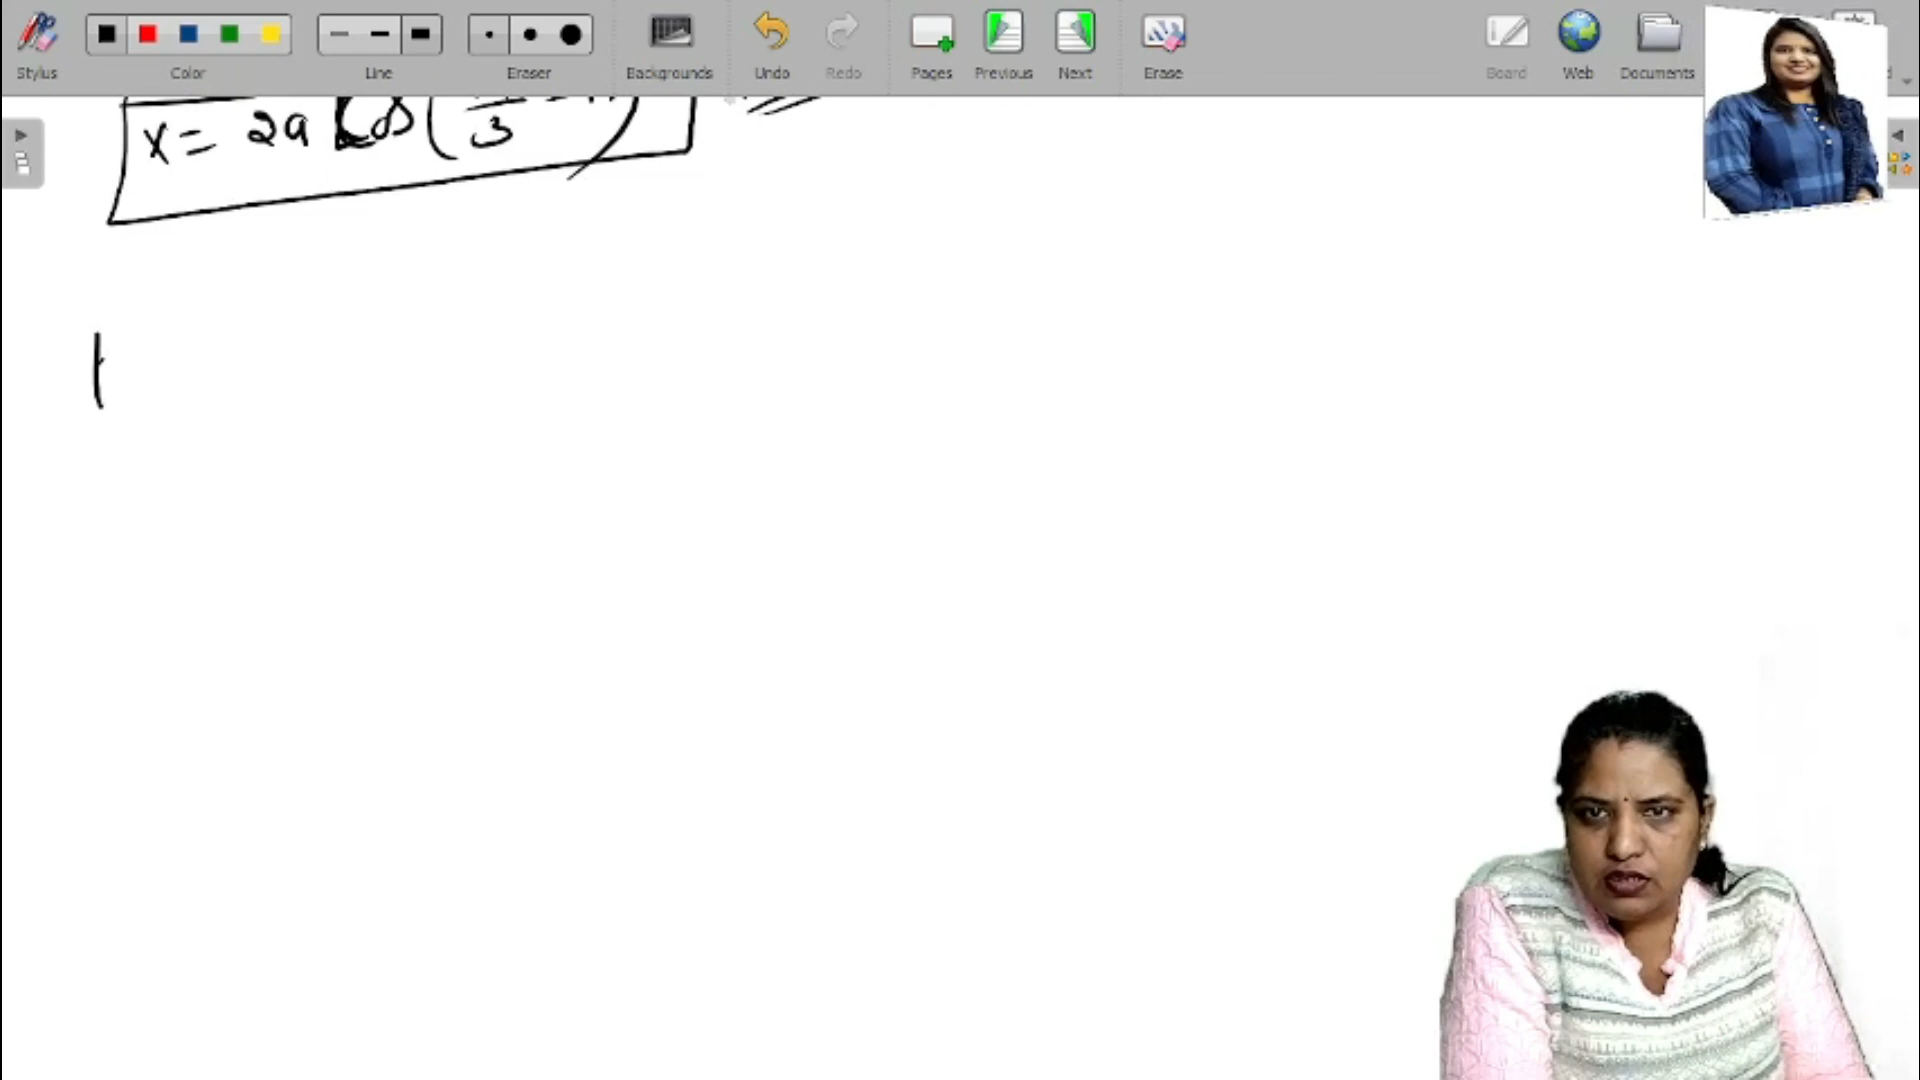 Stylus Color Line Eraser Backgrounds Undo Redo Pages Previous Next Erase Board Web Documents
x = 2a Cos( 3 )